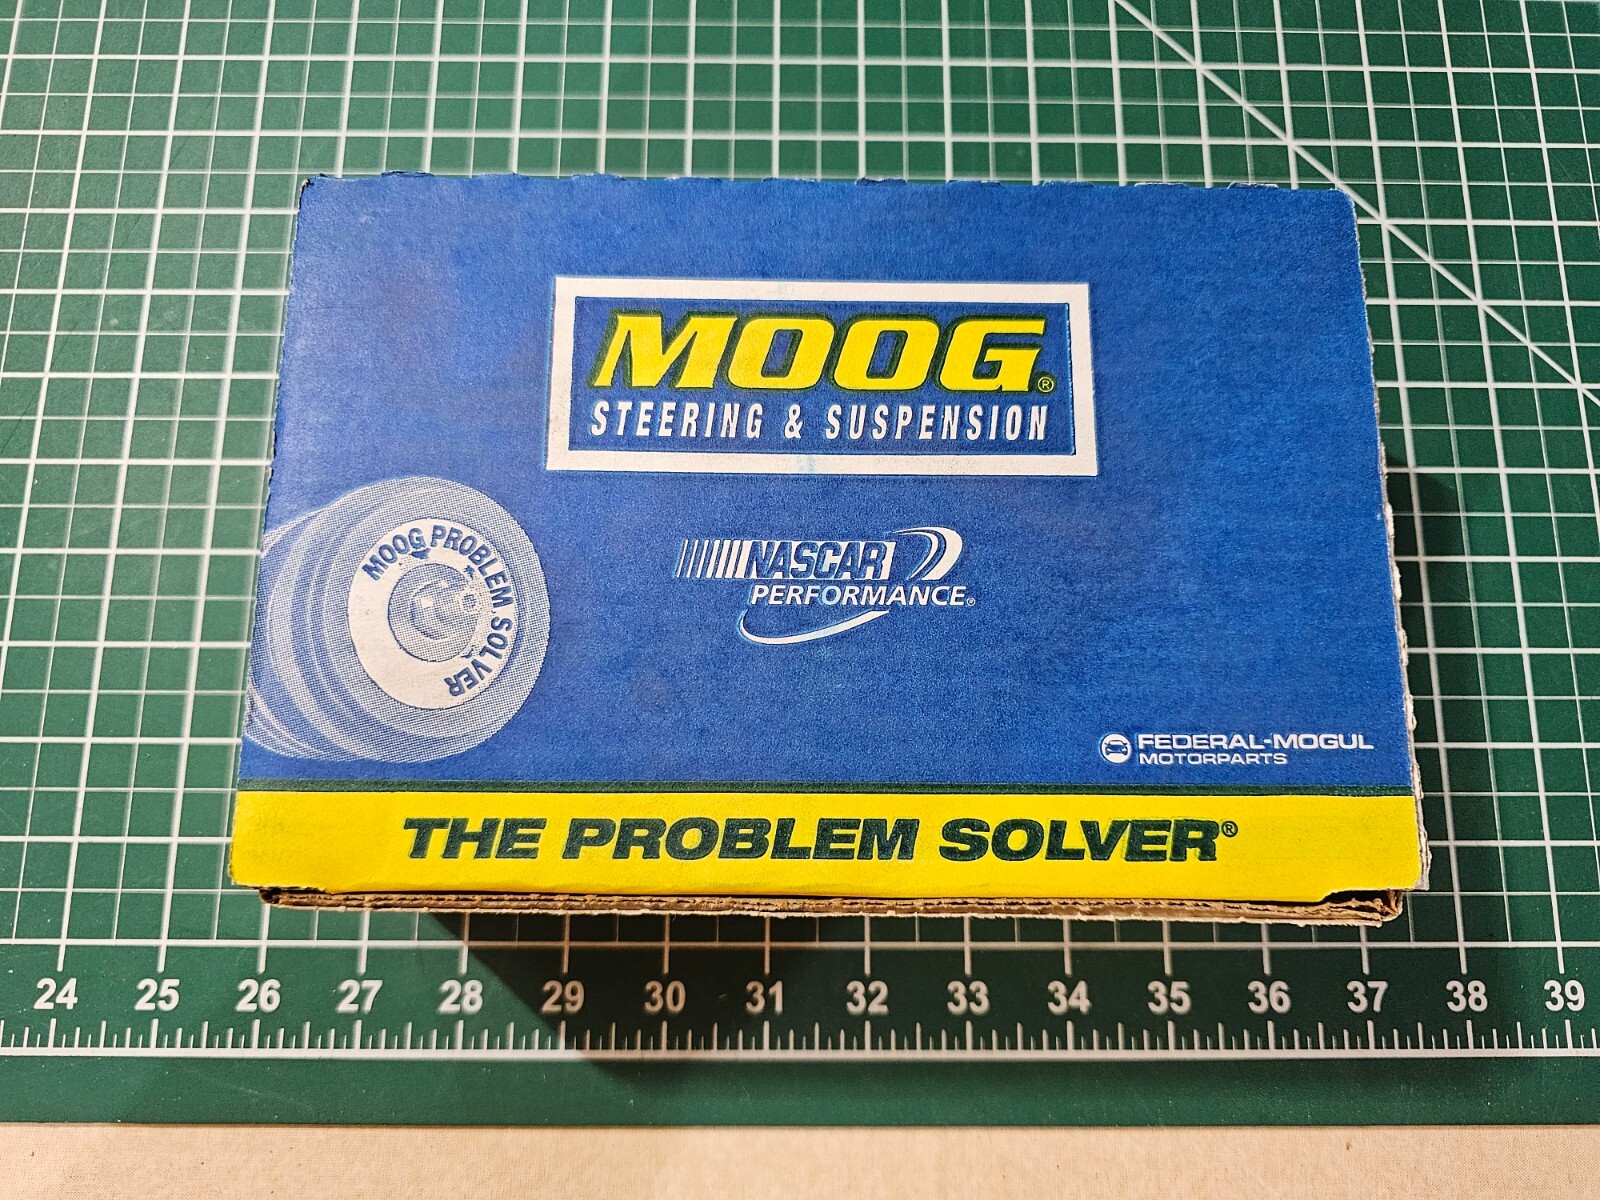 MOOG®
STEERING & SUSPENSION
MOOG PROBLEM SOLVER
NASCAR
PERFORMANCE®
FEDERAL-MOGUL
MOTORPARTS
THE PROBLEM SOLVER®
24 25 26 27 28 29 30 31 32 33 34 35 36 37 38 39